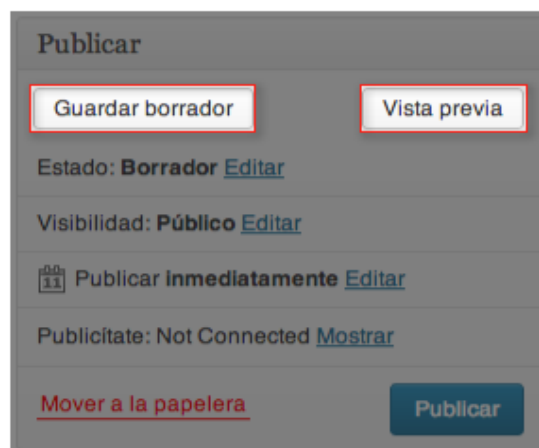 Publicar
Guardar borrador Vista previa
Estado: Borrador Editar
Visibilidad: Público Editar
11 Publicar inmediatamente Editar
Publicítate: Not Connected Mostrar
Mover a la papelera Publicar